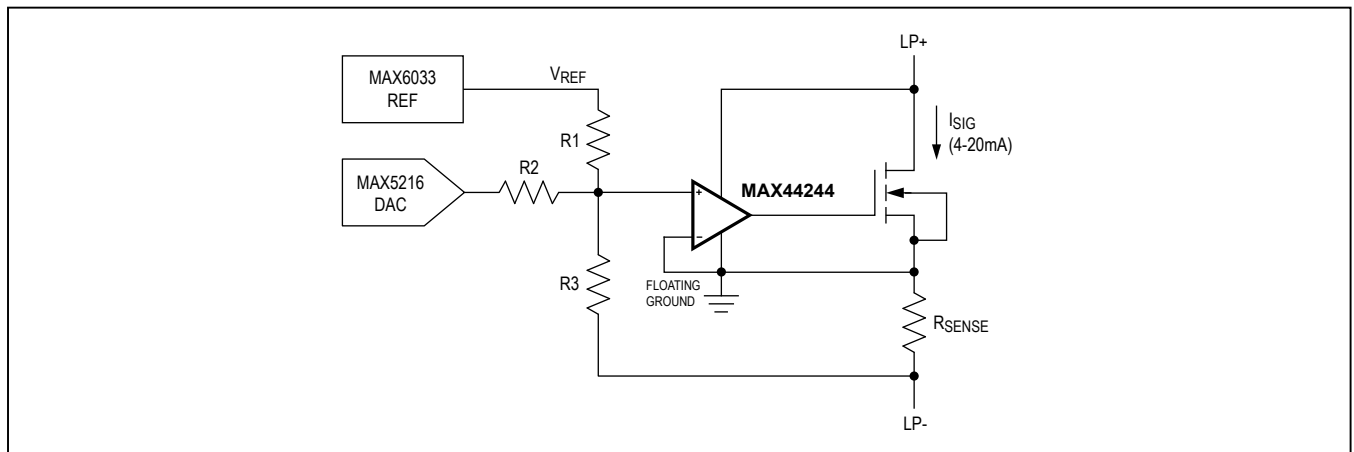 LP+
MAX6033
REF
VREF
R1
ISIG
(4-20mA)
R2
MAX5216
DAC
+
MAX44244
-
R3
FLOATING
GROUND
RSENSE
LP-